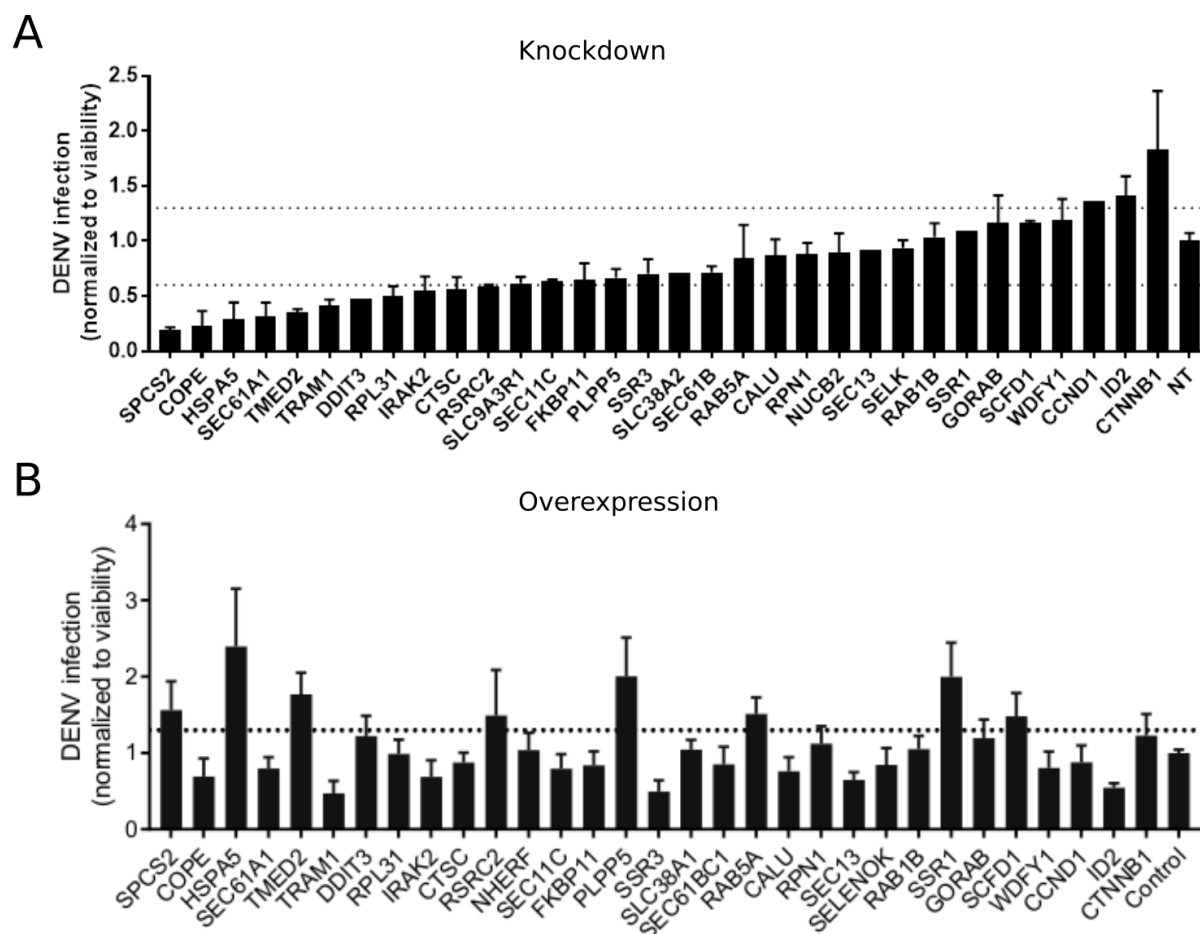 A
Knockdown
DENV infection
(normalized to viaibility)
2.5
2.0
1.5
1.0
0.5
0.0
SPCS2
COPE
HSPA5
SEC61A1
TMED2
TRAM1
DDIT3
RPL31
IRAK2
CTSC
RSRC2
SLC9A3R1
SEC11C
FKBP11
PLPP5
SSR3
SLC38A2
SEC61B
RAB5A
CALU
RPN1
NUCB2
SEC13
SELK
RAB1B
SSR1
GORAB
SCFD1
WDFY1
CCND1
ID2
CTNNB1
NT
B
Overexpression
DENV infection
(normalized to viaibility)
4
3
2
1
0
SPCS2
COPE
HSPA5
SEC61A1
TMED2
TRAM1
DDIT3
RPL31
IRAK2
CTSC
RSRC2
NHERF
SEC11C
FKBP11
PLPP5
SSR3
SLC38A1
SEC61BC1
RAB5A
CALU
RPN1
SEC13
SELENOK
RAB1B
SSR1
GORAB
SCFD1
WDFY1
CCND1
ID2
CTNNB1
Control